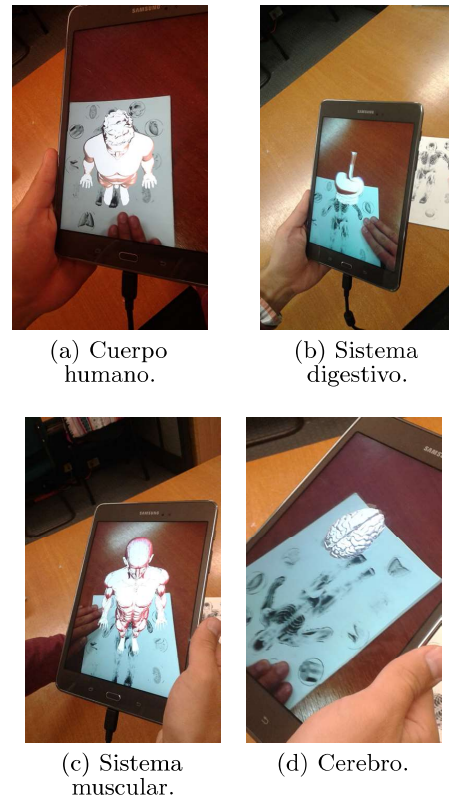 SAMSUNG
SAMSUNG
(a) Cuerpo
humano.
(b) Sistema
digestivo.
SAMSUNG
SAMSUNG
(c) Sistema
muscular.
(d) Cerebro.